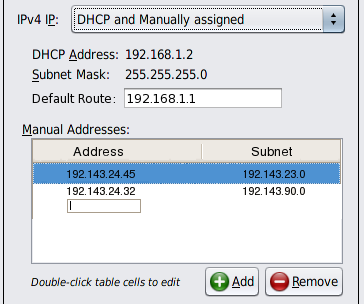 IPv4 IP: DHCP and Manually assigned
DHCP Address: 192.168.1.2
Subnet Mask: 255.255.255.0
Default Route: 192.168.1.1
Manual Addresses:
Address Subnet
192.143.24.45 192.143.23.0
192.143.24.32 192.143.90.0
Double-click table cells to edit Add Remove